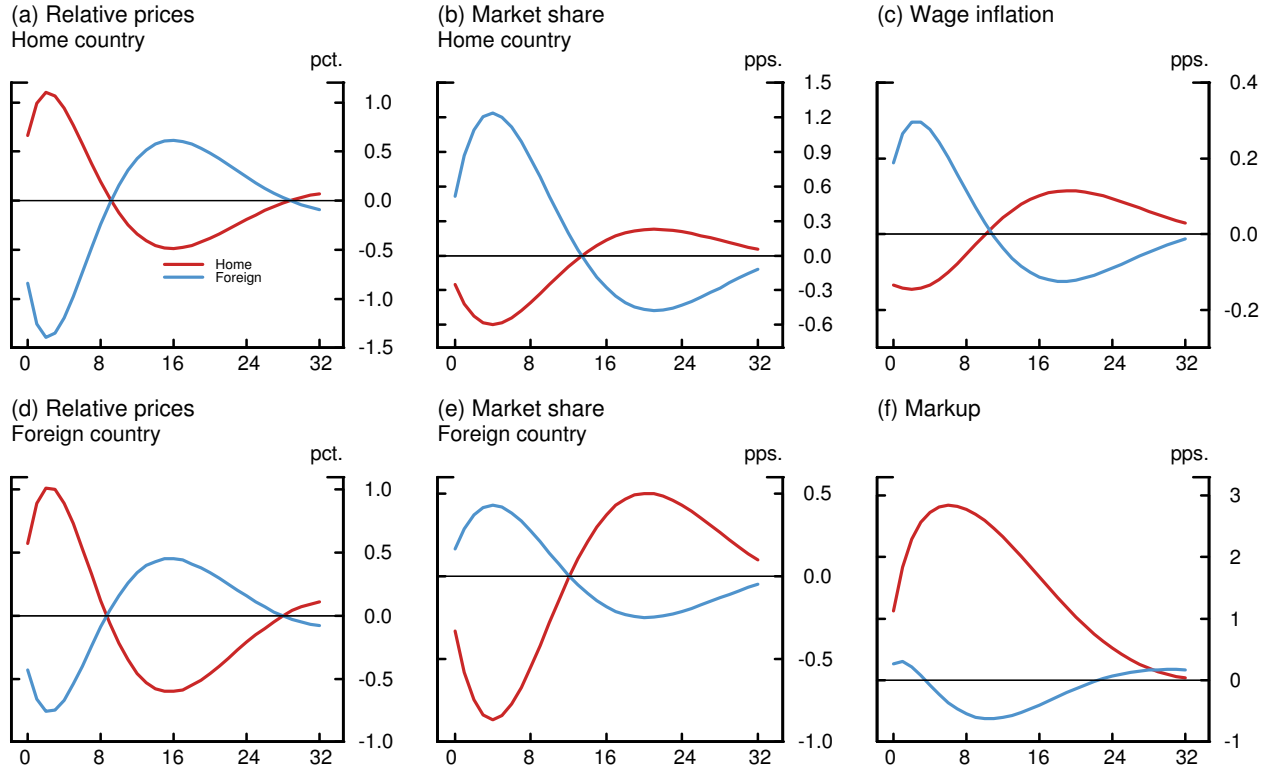 (a) Relative prices
Home country
pct.
1.0
0.5
0.0
-0.5
-1.0
-1.5
Home
Foreign
0 8 16 24 32
(b) Market share
Home country
pps.
1.5
1.2
0.9
0.6
0.3
0.0
-0.3
-0.6
0 8 16 24 32
(c) Wage inflation
pps.
0.4
0.2
0.0
-0.2
0 8 16 24 32
(d) Relative prices
Foreign country
pct.
1.0
0.5
0.0
-0.5
-1.0
0 8 16 24 32
(e) Market share
Foreign country
pps.
0.5
0.0
-0.5
-1.0
0 8 16 24 32
(f) Markup
pps.
3
2
1
0
-1
0 8 16 24 32